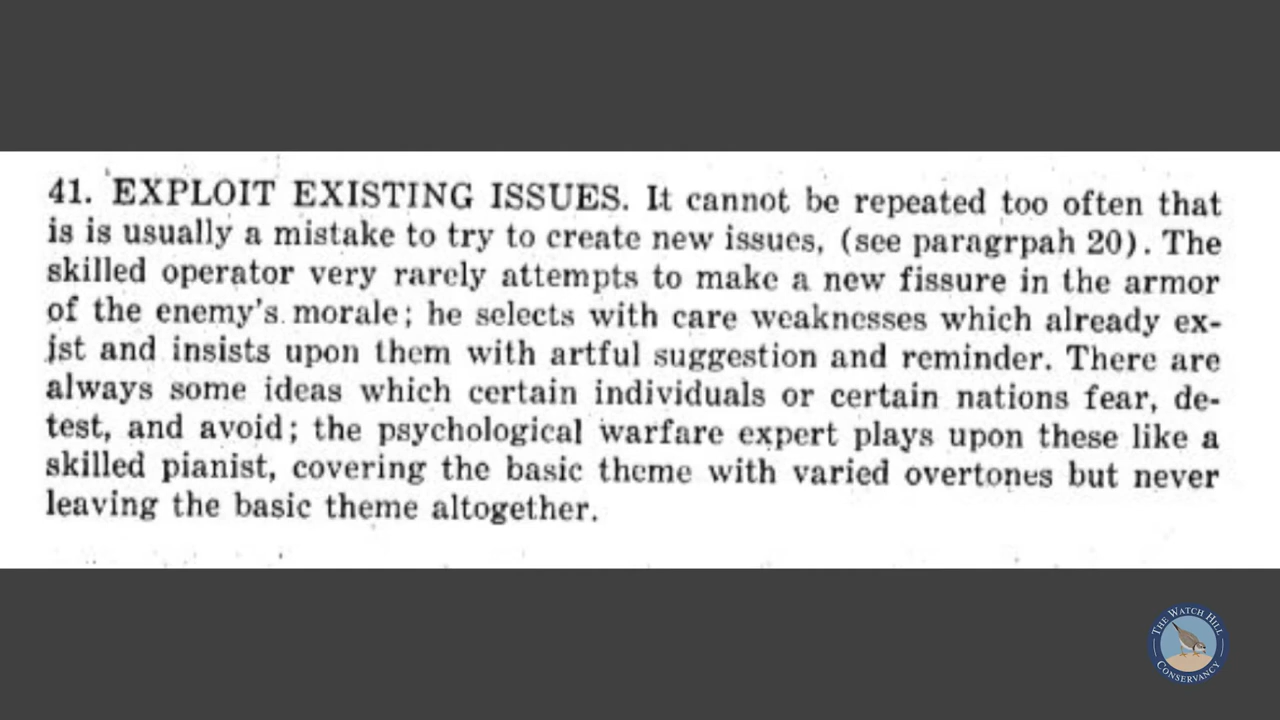 41. EXPLOIT EXISTING ISSUES. It cannot be repeated too often that
is is usually a mistake to try to create new issues, (see paragrpah 20). The
skilled operator very rarely attempts to make a new fissure in the armor
of the enemy's morale; he selects with care weaknesses which already ex-
ist and insists upon them with artful suggestion and reminder. There are
always some ideas which certain individuals or certain nations fear, de-
test, and avoid; the psychological warfare expert plays upon these like a
skilled pianist, covering the basic theme with varied overtones but never
leaving the basic theme altogether.
THE WATCH HILL
CONSERVANCY